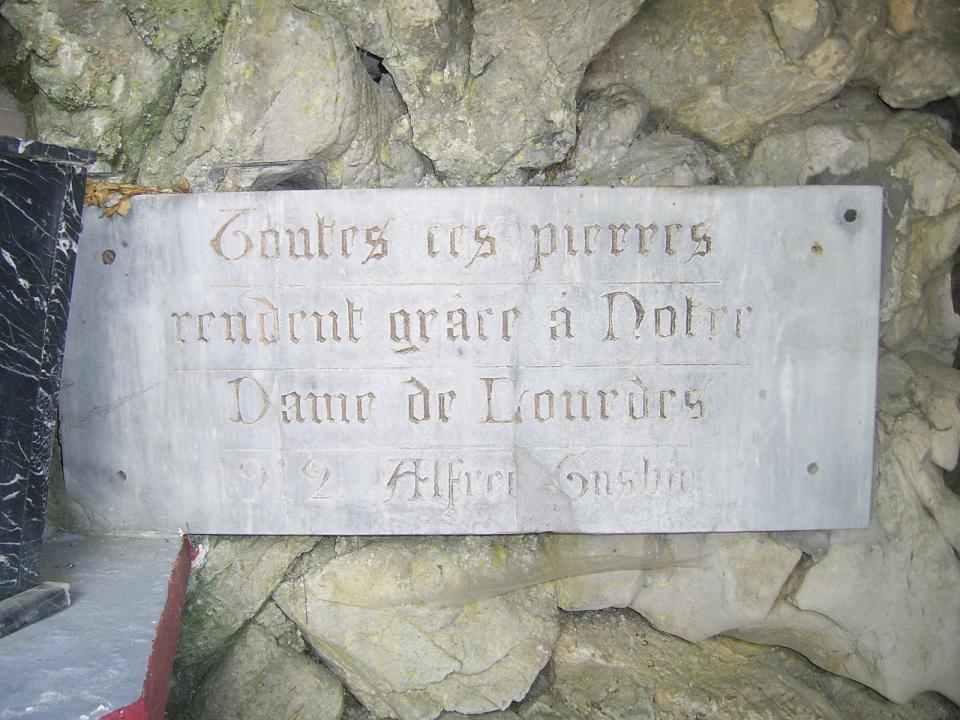 Toutes ces pierres
rendent grâce á Notre
Dame de Lourdes
1912 Alfred